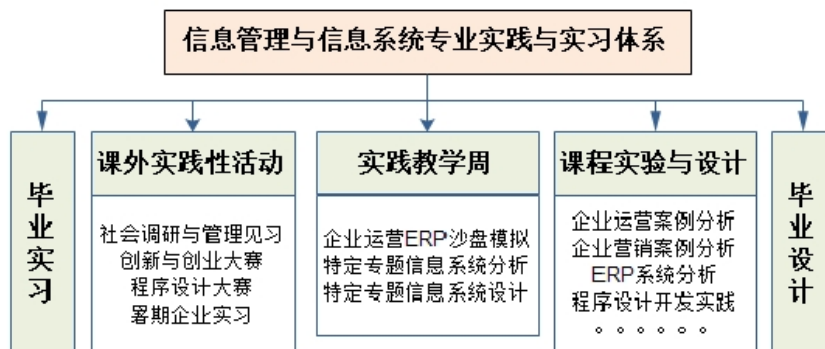 信息管理与信息系统专业实践与实习体系
毕业实习
课外实践性活动
社会调研与管理见习
创新与创业大赛
程序设计大赛
暑期企业实习
实践教学周
企业运营ERP沙盘模拟
特定专题信息系统分析
特定专题信息系统设计
课程实验与设计
企业运营案例分析
企业营销案例分析
ERP系统分析
程序设计开发实践
。。。。。。
毕业设计